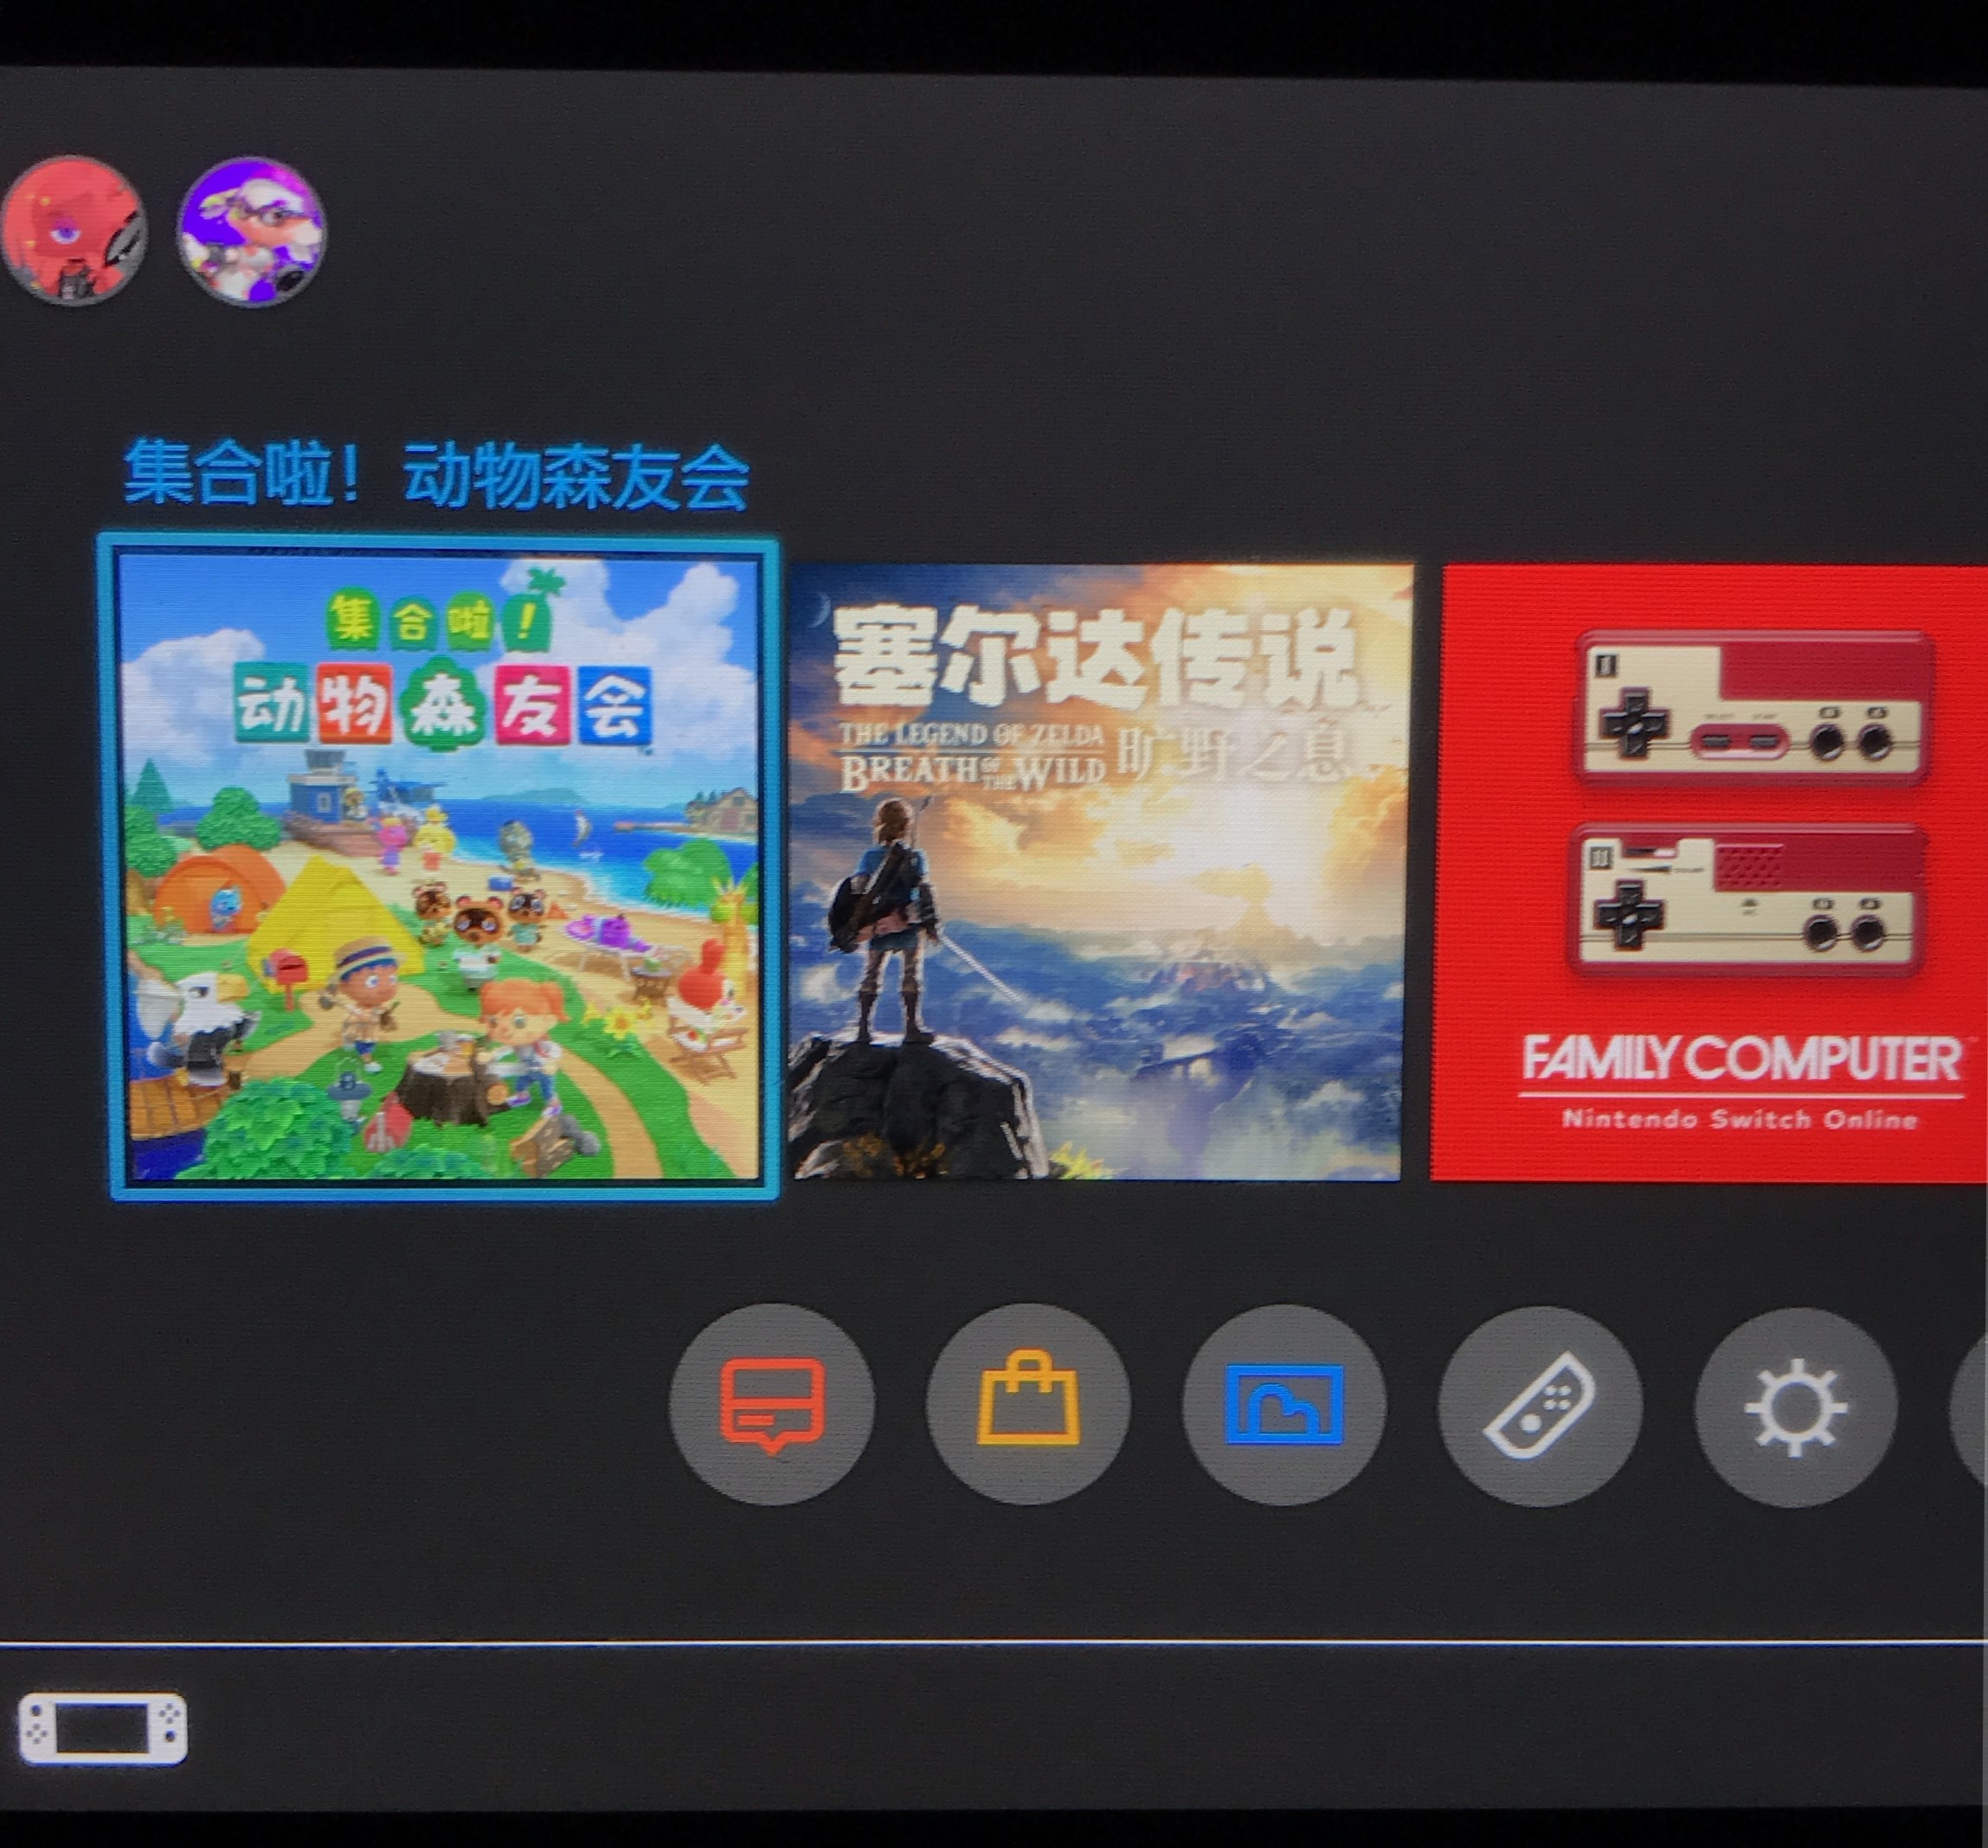 集合啦！ 动物森友会
集合啦！
动物森友会
塞尔达传说
THE LEGEND OF ZELDA
BREATH OF THE WILD
旷野之息
I
II
FAMILY COMPUTER
Nintendo Switch Online